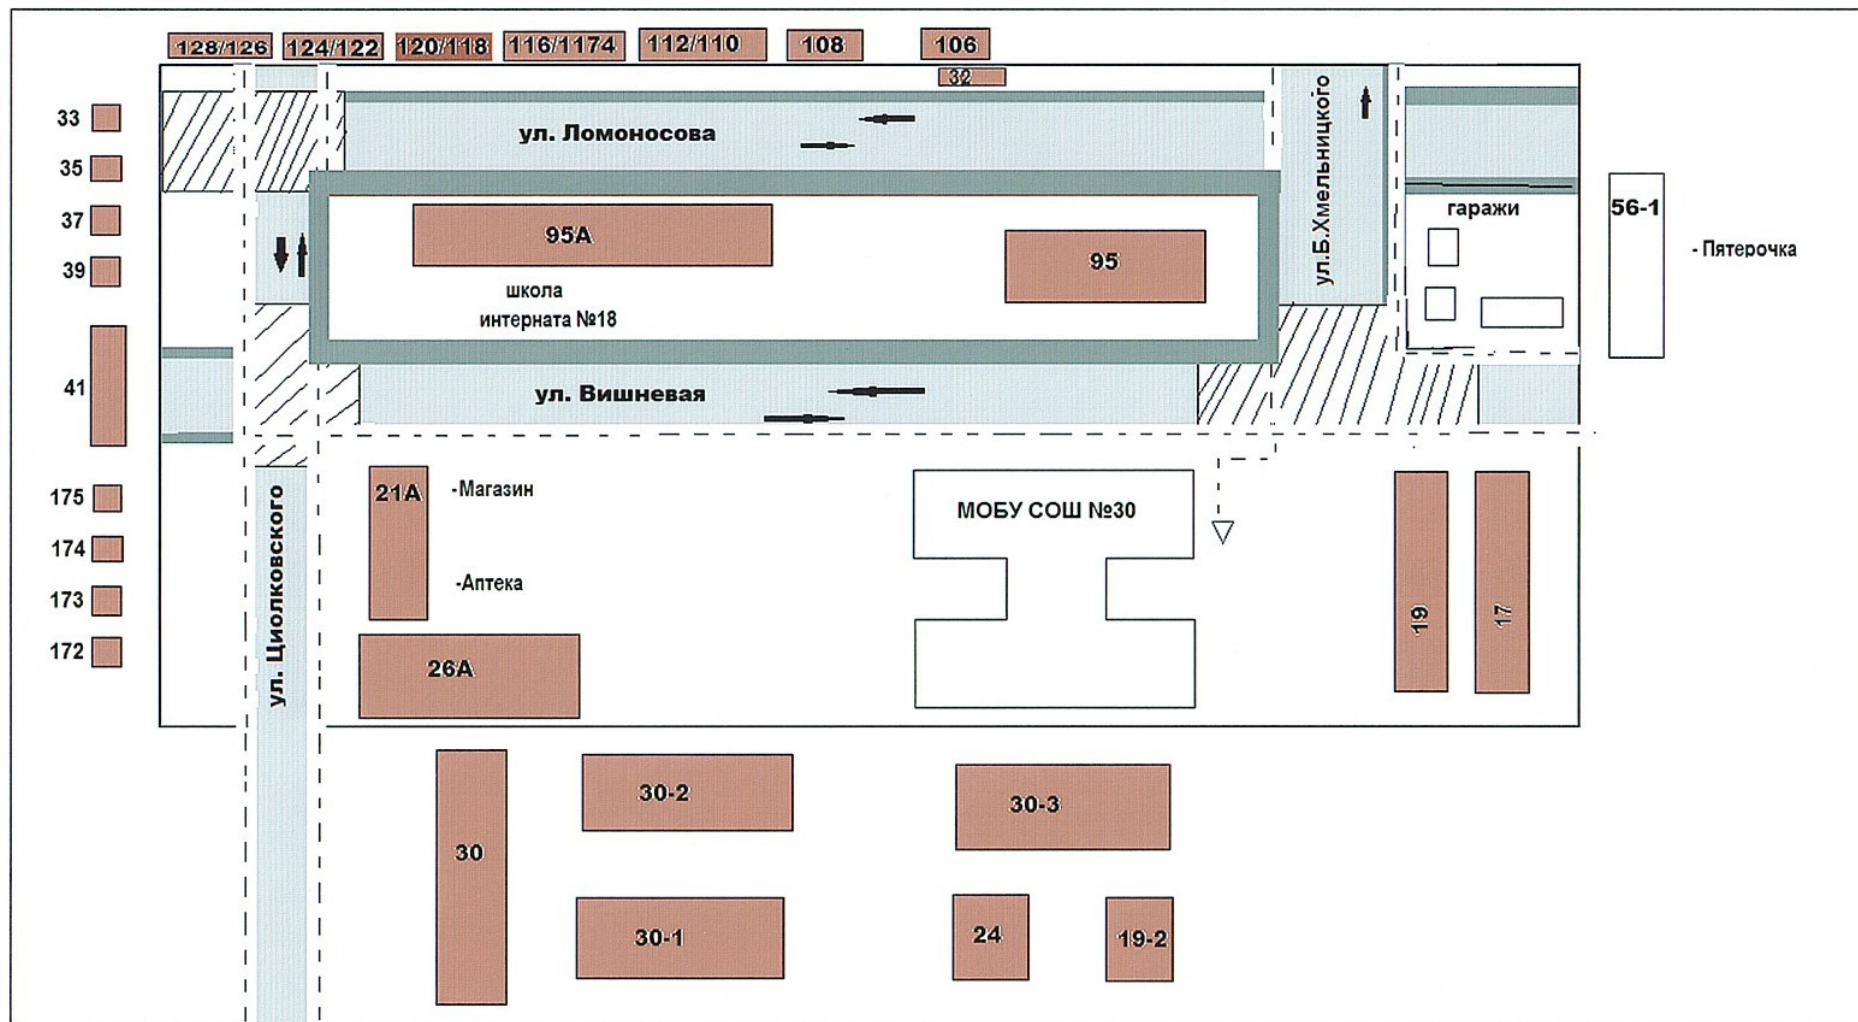 128/126
124/122
120/118
116/1174
112/110
108
106
32
33
ул. Ломоносова
ул.Б.Хмельницкого
35
37
95А
95
гаражи
56-1
- Пятерочка
39
школа
интерната №18
41
ул. Вишневая
175
21А
-Магазин
МОБУ СОШ №30
174
-Аптека
ул. Циолковского
173
19
17
172
26А
30-2
30-3
30
30-1
24
19-2